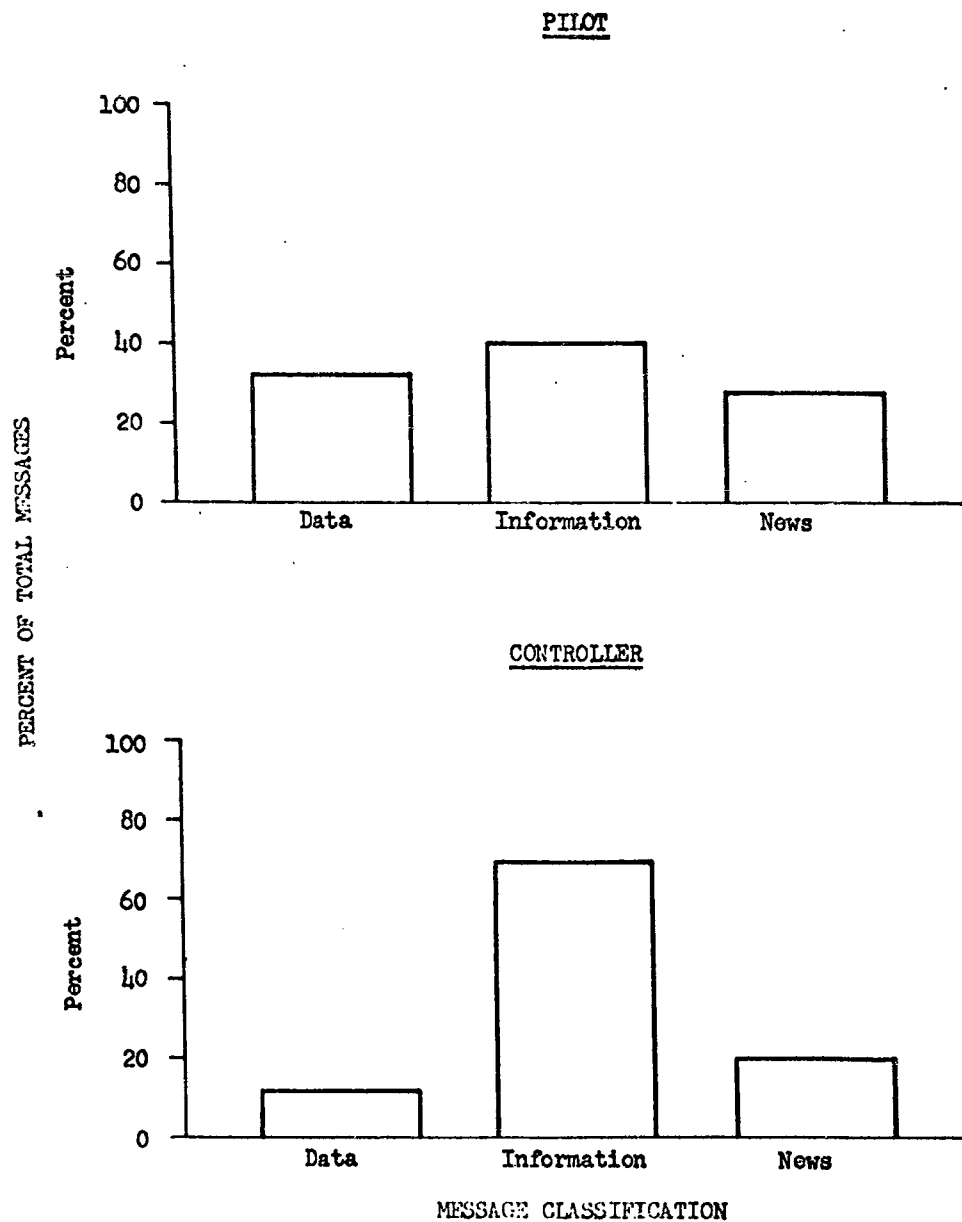 PILOT
PERCENT OF TOTAL MESSAGES
Percent
100
80
60
40
20
0
Data Information News
CONTROLLER
Percent
100
80
60
40
20
0
Data Information News
MESSAGE CLASSIFICATION